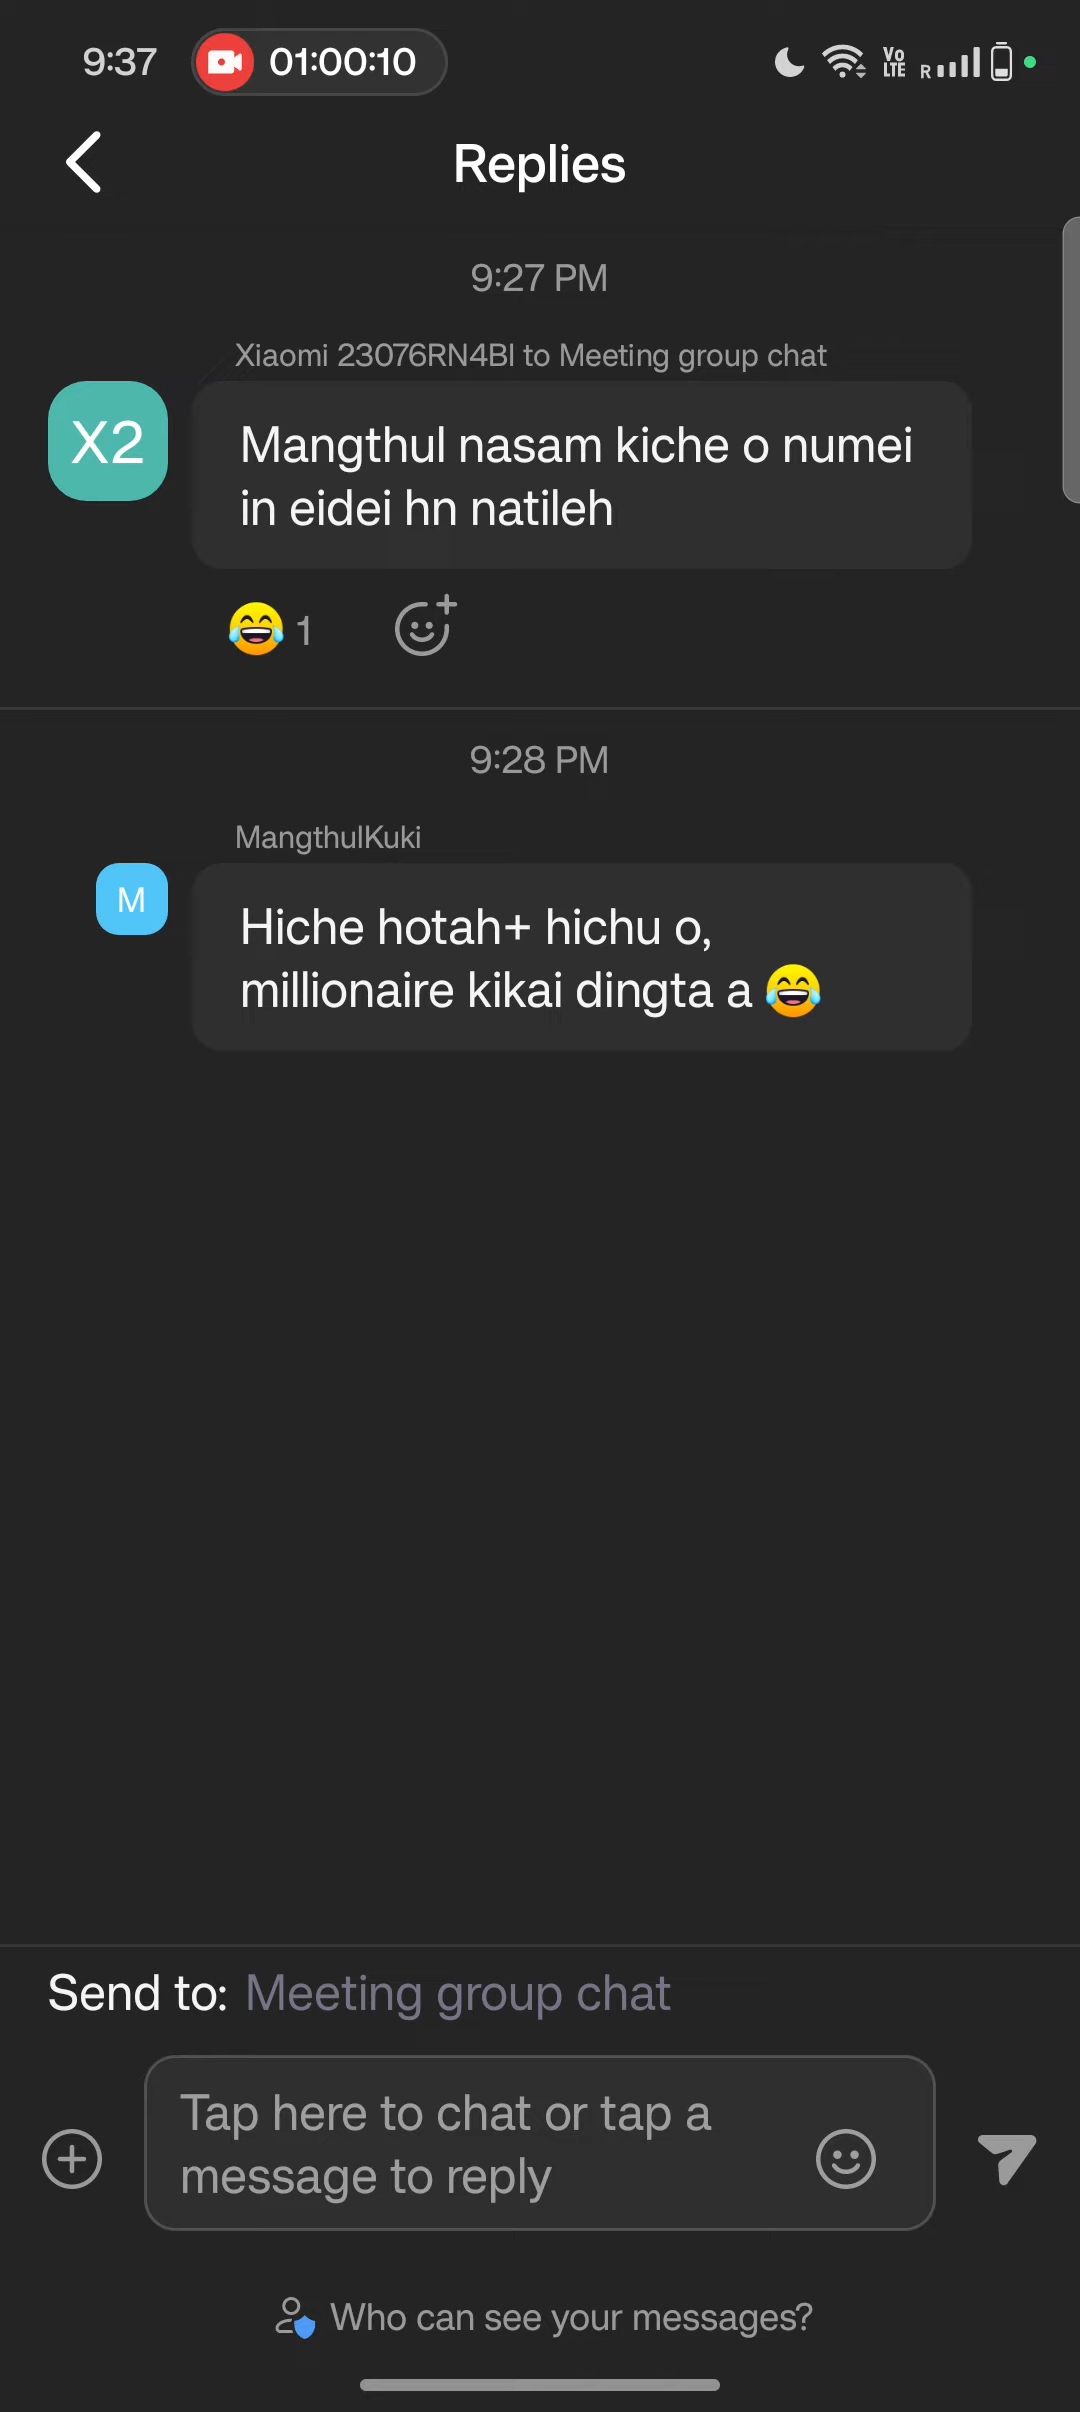 9:37
01:00:10
Vo
LTE
R
Replies
9:27 PM
Xiaomi 23076RN4BI to Meeting group chat
X2
Mangthul nasam kiche o numei
in eidei hn natileh
😂 1
9:28 PM
MangthulKuki
M
Hiche hotah+ hichu o,
millionaire kikai dingta a 😂
Send to: Meeting group chat
Tap here to chat or tap a
message to reply
Who can see your messages?